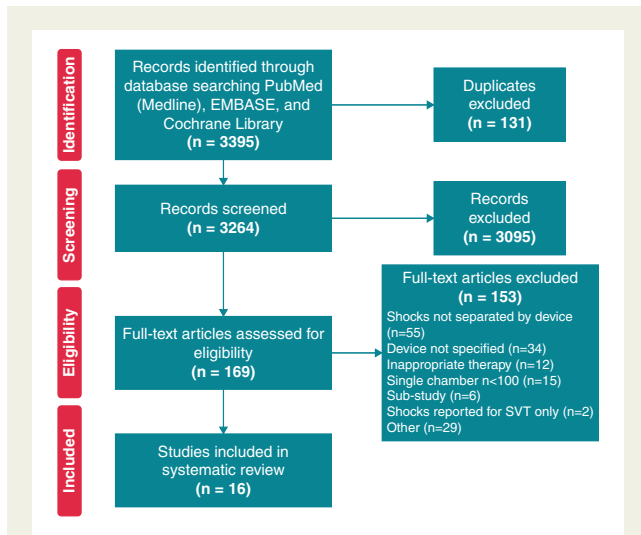 Identification
Records identified through
database searching PubMed
(Medline), EMBASE, and
Cochrane Library
(n = 3395)
Duplicates
excluded
(n = 131)
Screening
Records screened
(n = 3264)
Records
excluded
(n = 3095)
Eligibility
Full-text articles assessed for
eligibility
(n = 169)
Full-text articles excluded
(n = 153)
Shocks not separated by device
(n=55)
Device not specified (n=34)
Inappropriate therapy (n=12)
Single chamber n<100 (n=15)
Sub-study (n=6)
Shocks reported for SVT only (n=2)
Other (n=29)
Included
Studies included in
systematic review
(n = 16)